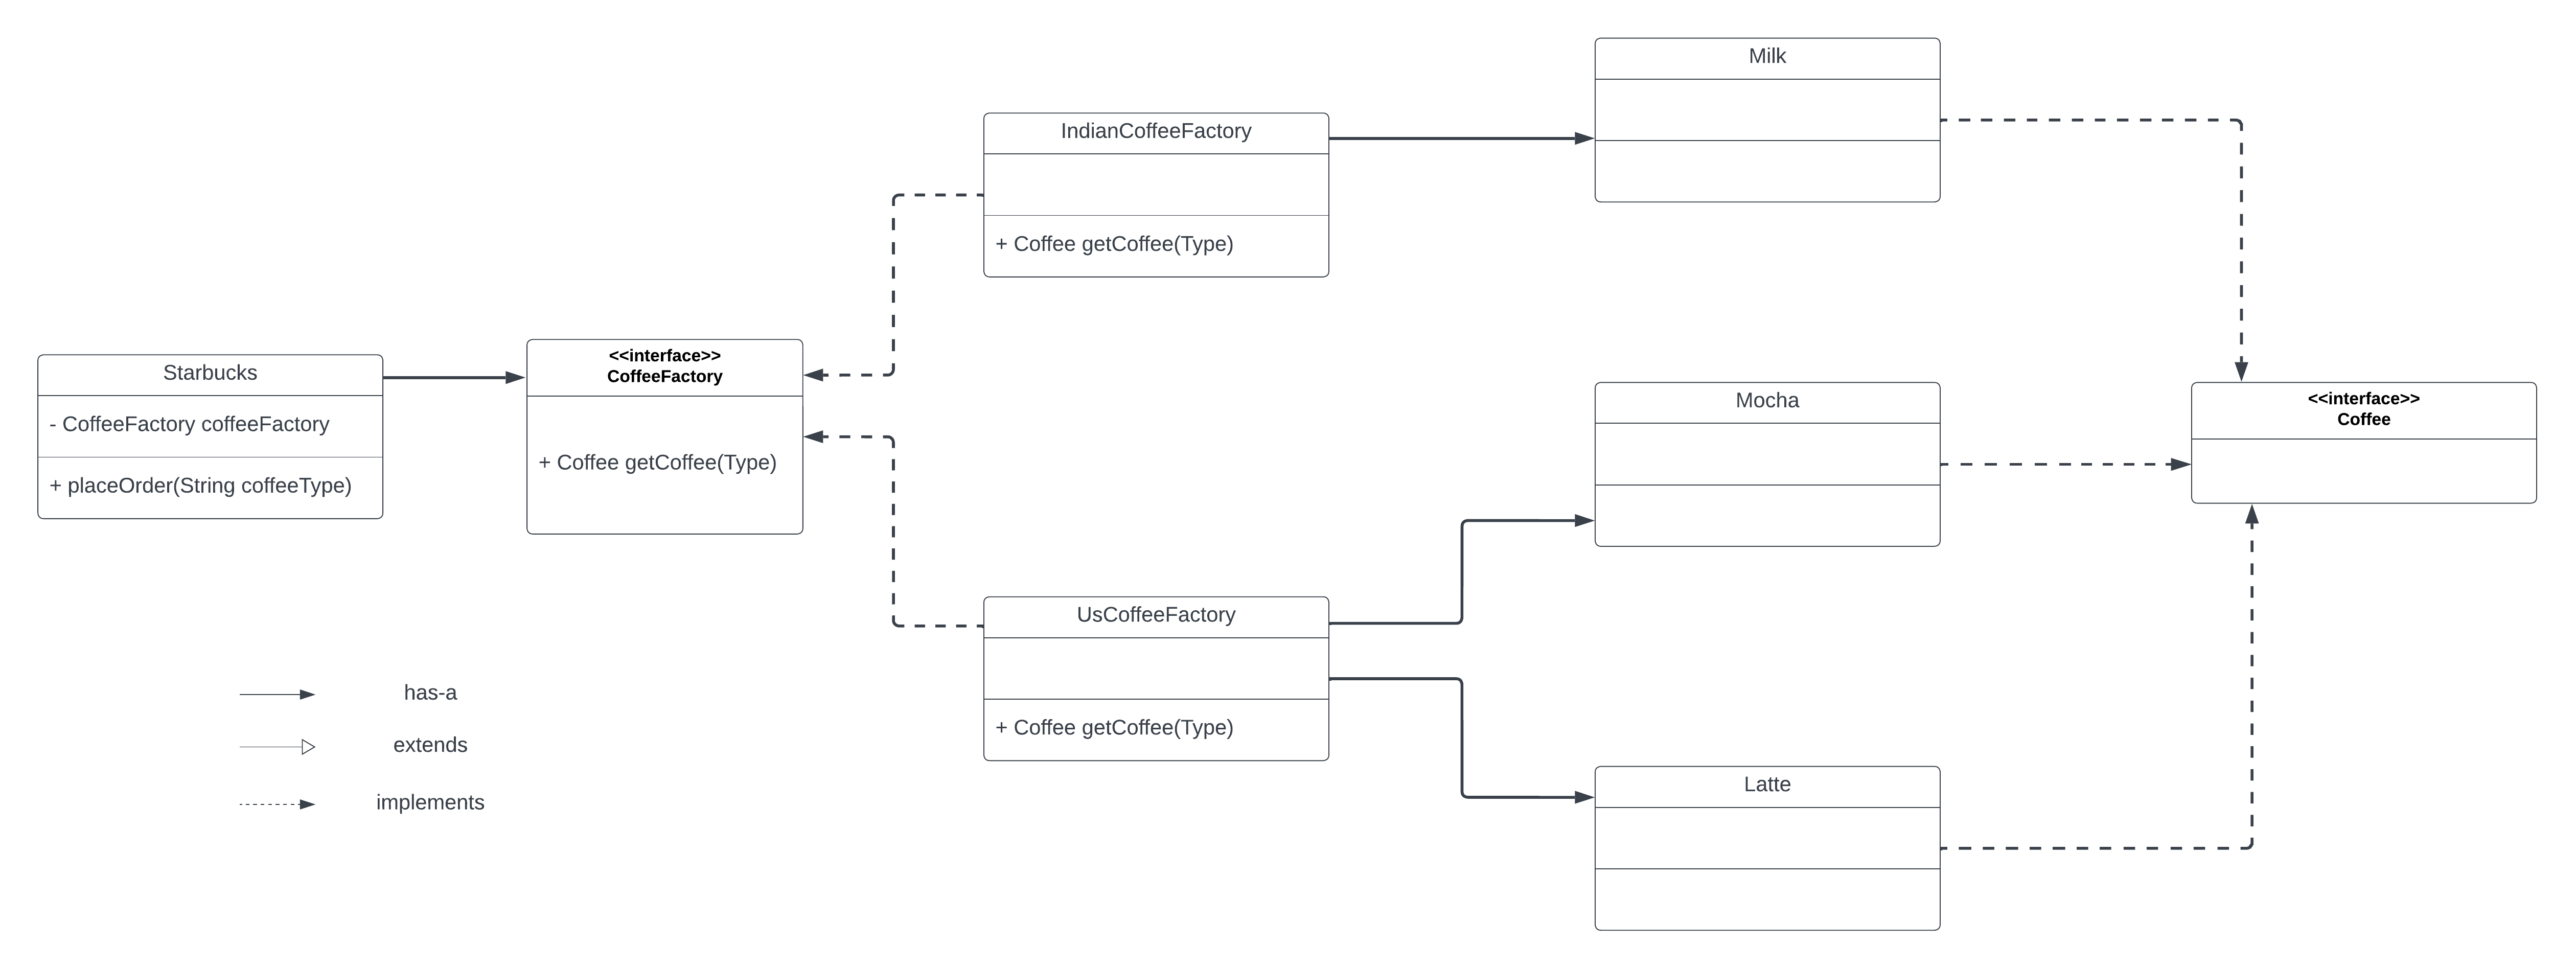 Milk
IndianCoffeeFactory
+ Coffee getCoffee(Type)
Starbucks
- CoffeeFactory coffeeFactory
+ placeOrder(String coffeeType)
<<interface>>
CoffeeFactory
+ Coffee getCoffee(Type)
Mocha
<<interface>>
Coffee
UsCoffeeFactory
+ Coffee getCoffee(Type)
Latte
has-a
extends
implements